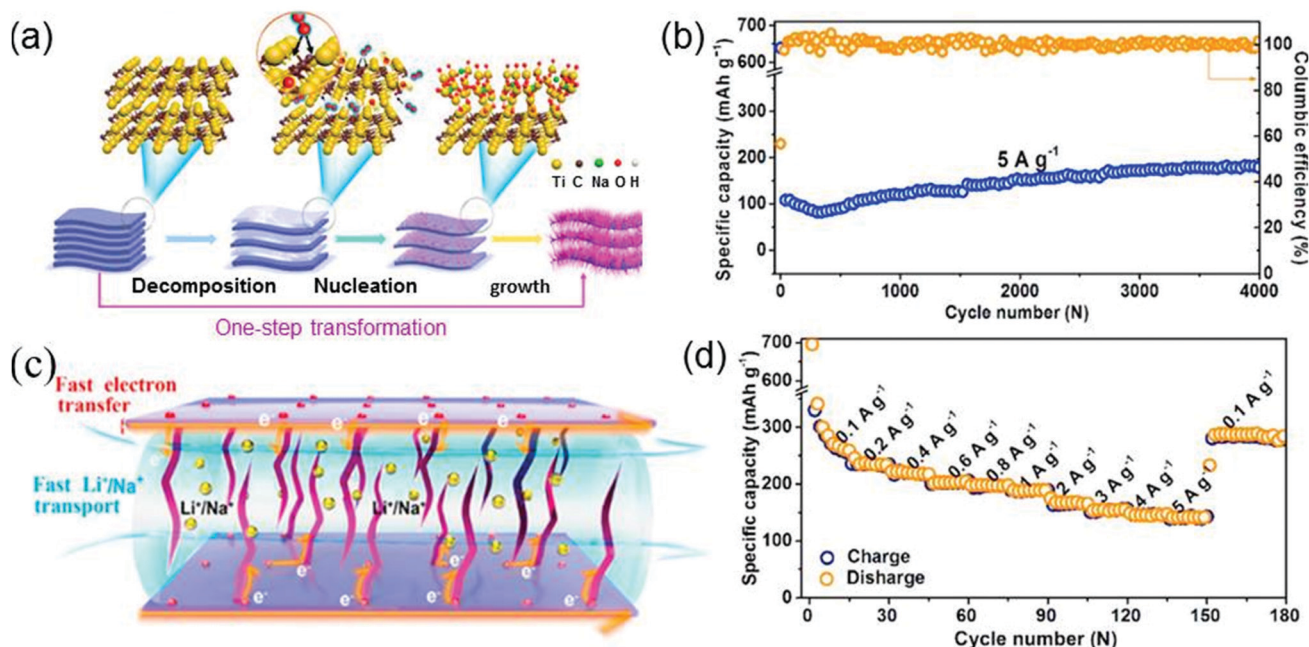 (a)
Ti C Na O H
Decomposition
Nucleation
growth
One-step transformation
(b)
Specific capacity (mAh g⁻¹)
700
600
300
200
100
0
5 A g⁻¹
100
80
60
40
20
0
Columbic efficiency (%)
0 1000 2000 3000 4000
Cycle number (N)
(c)
Fast electron
transfer
Fast Li⁺/Na⁺
transport
e⁻ e⁻ e⁻ e⁻ e⁻
Li⁺/Na⁺ Li⁺/Na⁺
e⁻ e⁻
e⁻ e⁻ e⁻ e⁻
(d)
Specific capacity (mAh g⁻¹)
700
600
300
200
100
0
0.1 A g⁻¹
0.2 A g⁻¹
0.4 A g⁻¹
0.6 A g⁻¹
0.8 A g⁻¹
1 A g⁻¹
2 A g⁻¹
3 A g⁻¹
4 A g⁻¹
5 A g⁻¹
0.1 A g⁻¹
Charge
Disharge
0 30 60 90 120 150 180
Cycle number (N)